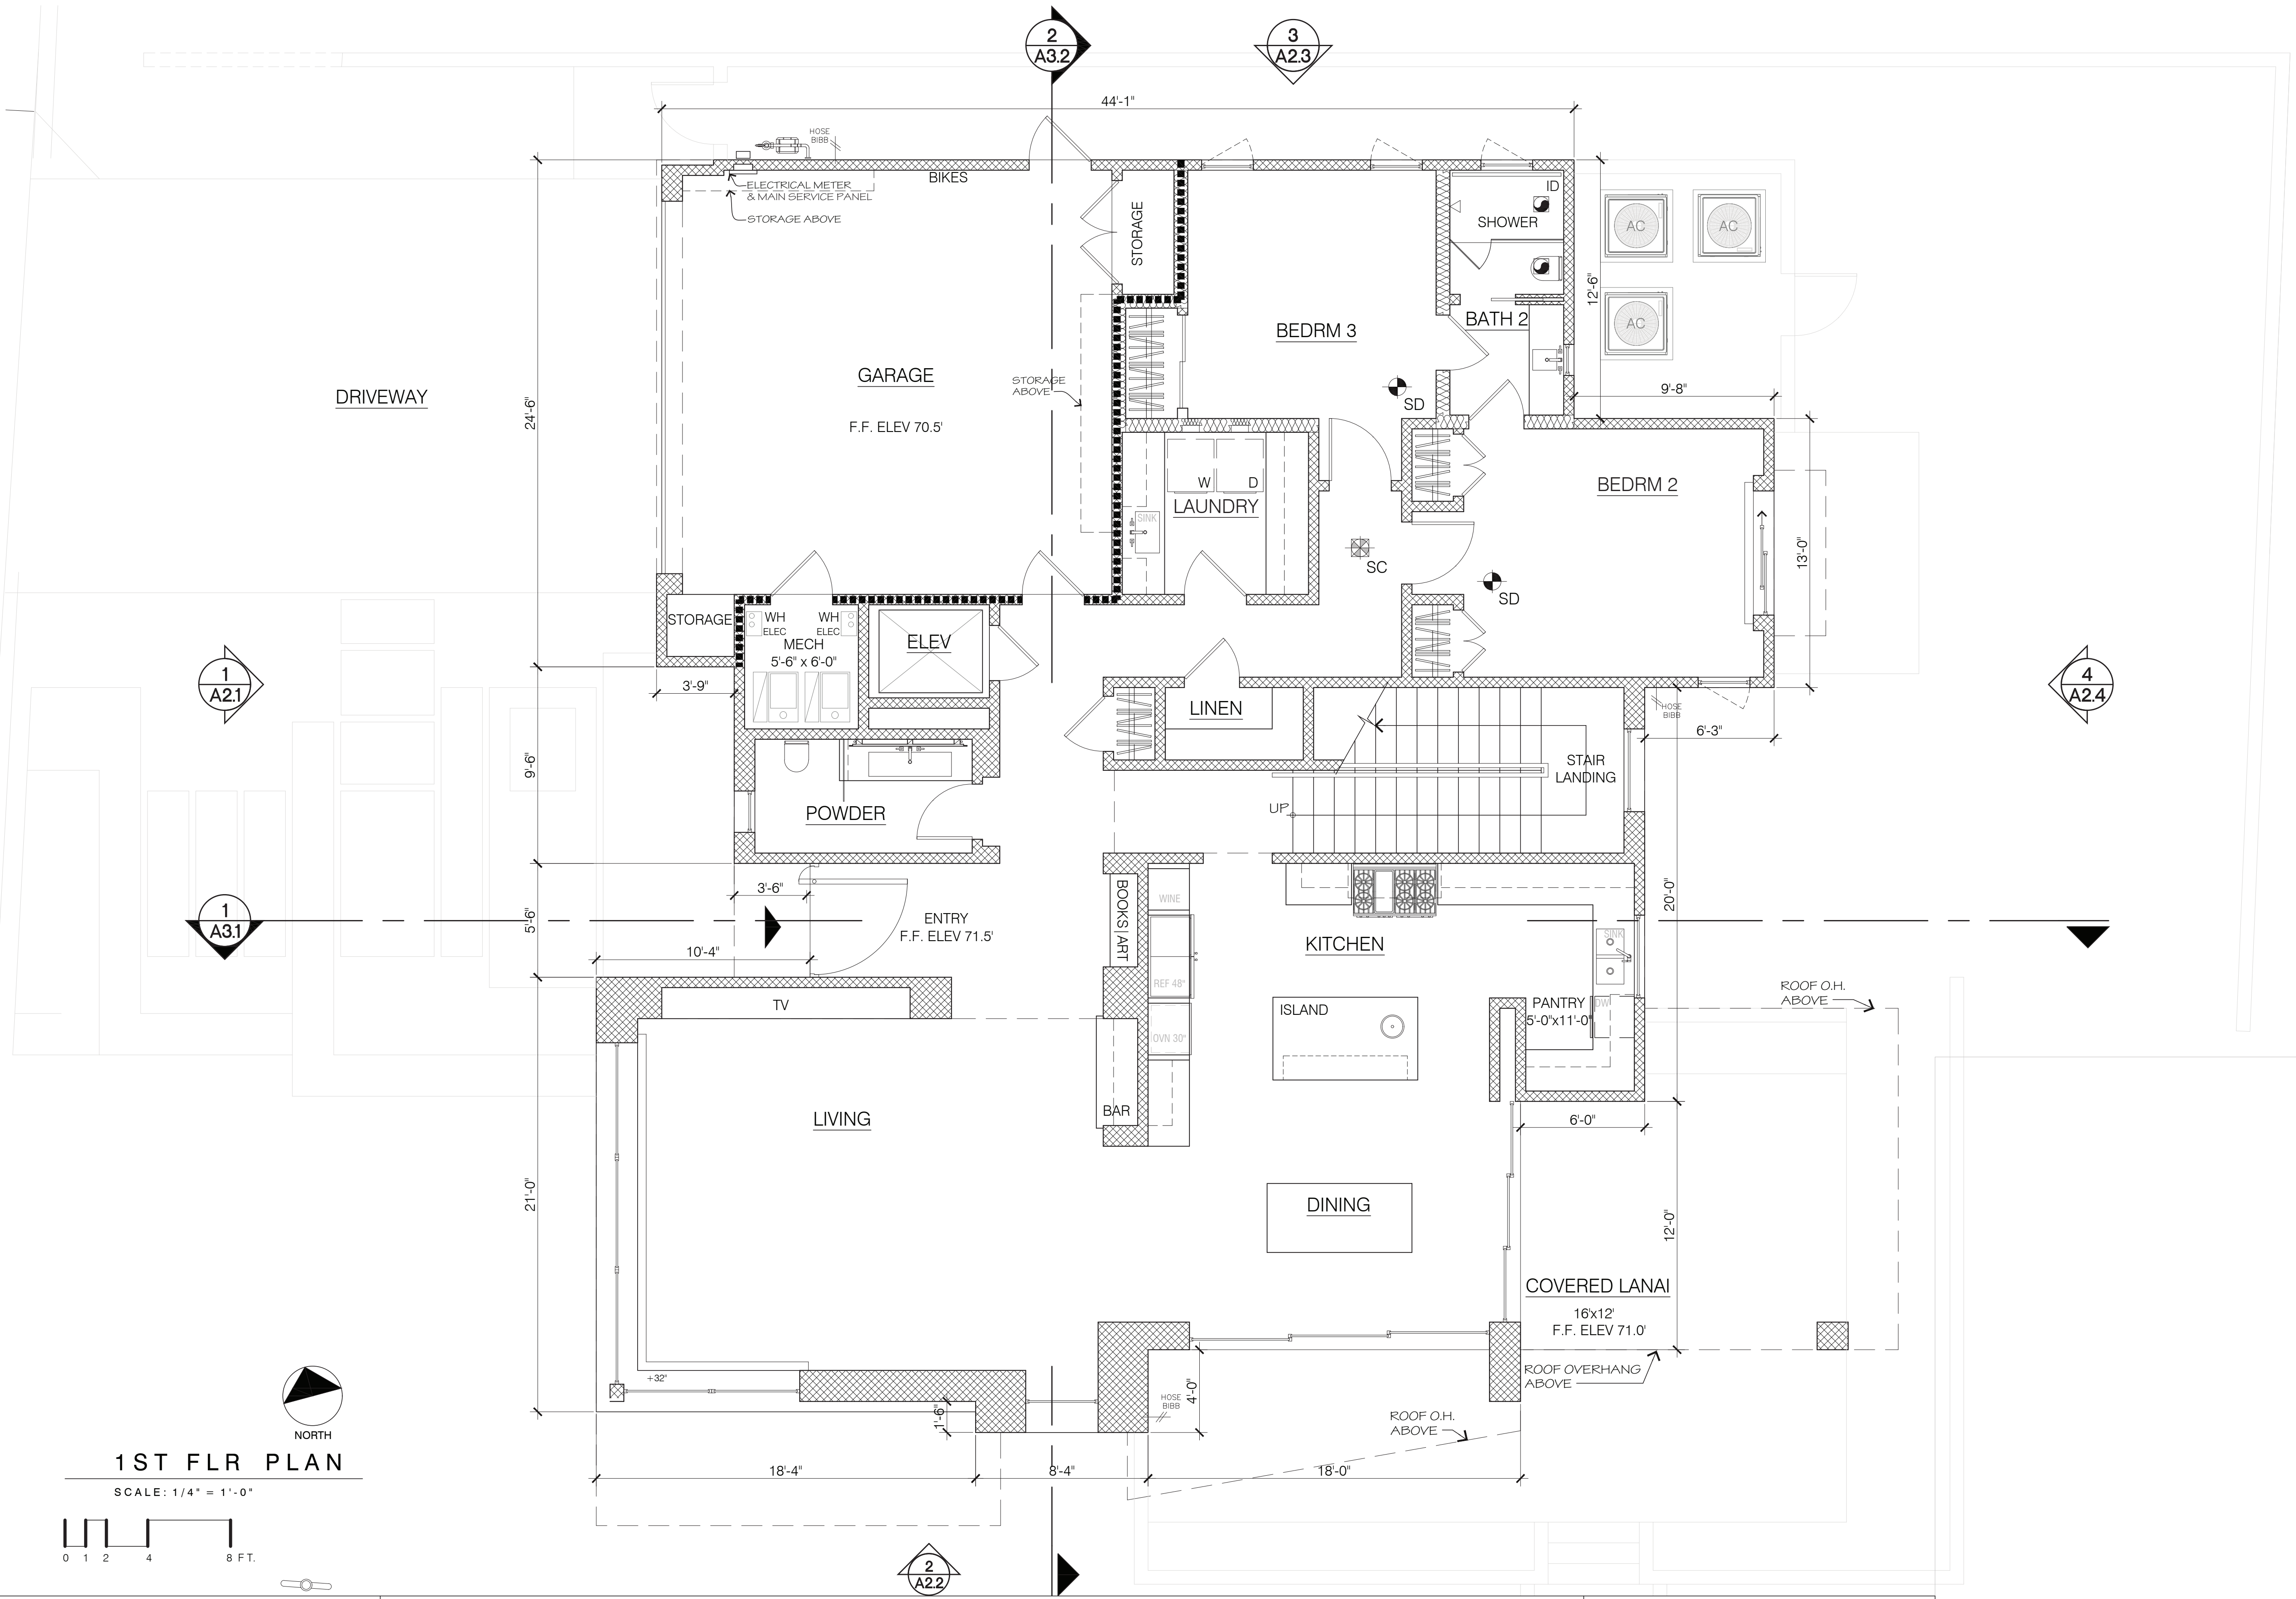 2
A3.2
3
A2.3
44'-1"
HOSE
BIBB
ELECTRICAL METER
& MAIN SERVICE PANEL
STORAGE ABOVE
BIKES
STORAGE
ID
SHOWER
AC
AC
AC
12'-6"
BATH 2
BEDRM 3
GARAGE
F.F. ELEV 70.5'
STORAGE
ABOVE
DRIVEWAY
24'-6"
SD
9'-8"
W
D
LAUNDRY
SINK
BEDRM 2
SC
SD
13'-0"
STORAGE
WH
ELEC
WH
ELEC
MECH
5'-6" x 6'-0"
ELEV
1
A2.1
3'-9"
LINEN
HOSE
BIBB
6'-3"
4
A2.4
9'-6"
STAIR
LANDING
UP
POWDER
3'-6"
ENTRY
F.F. ELEV 71.5'
BOOKS|ART
WINE
REF 48"
OVN 30"
KITCHEN
SINK
20'-0"
1
A3.1
5'-6"
10'-4"
TV
ISLAND
PANTRY
5'-0"x11'-0"
DW
ROOF O.H.
ABOVE
LIVING
BAR
6'-0"
21'-0"
DINING
12'-0"
COVERED LANAI
16'x12'
F.F. ELEV 71.0'
ROOF OVERHANG
ABOVE
+32"
HOSE
BIBB
4'-0"
1'-6"
ROOF O.H.
ABOVE
18'-4"
8'-4"
18'-0"
NORTH
1ST FLR PLAN
SCALE: 1/4" = 1'-0"
0 1 2 4 8 FT.
2
A2.2